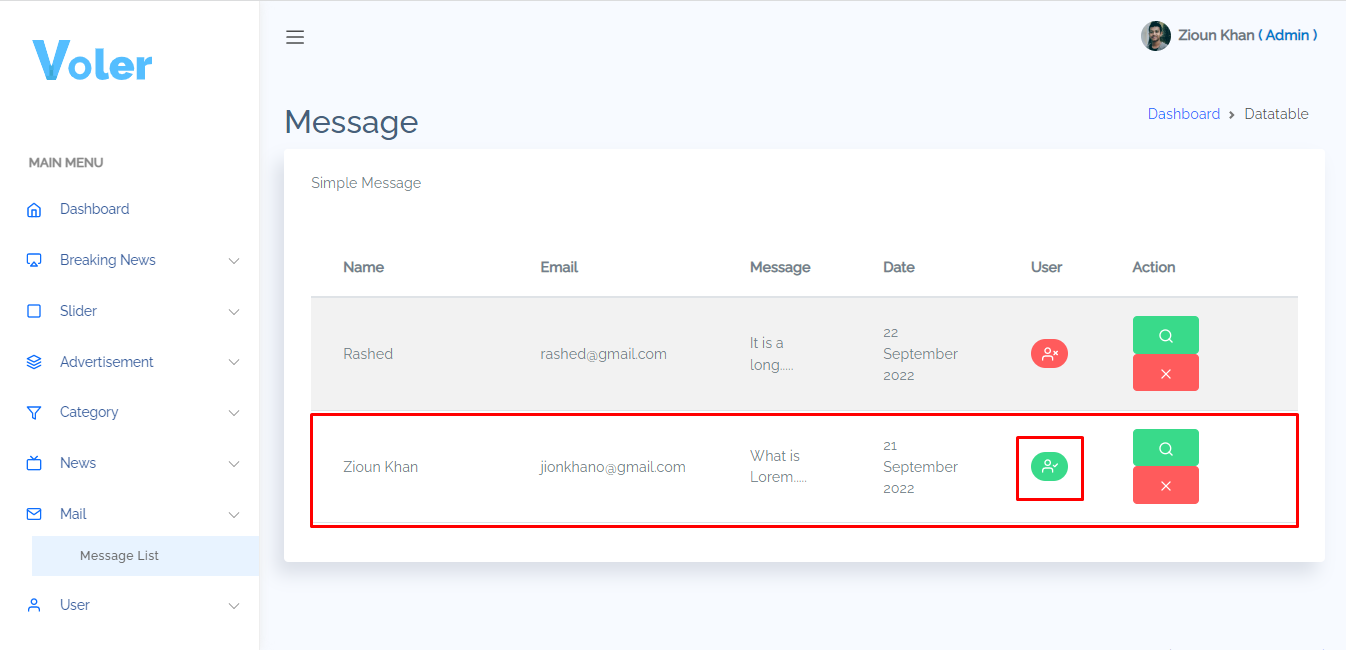 Voler
Zioun Khan ( Admin )
Message
Dashboard > Datatable
MAIN MENU
Dashboard
Breaking News
Slider
Advertisement
Category
News
Mail
Message List
User
Simple Message
Name Email Message Date User Action
Rashed rashed@gmail.com It is a
long.....
22
September
2022
Zioun Khan jionkhano@gmail.com What is
Lorem.....
21
September
2022